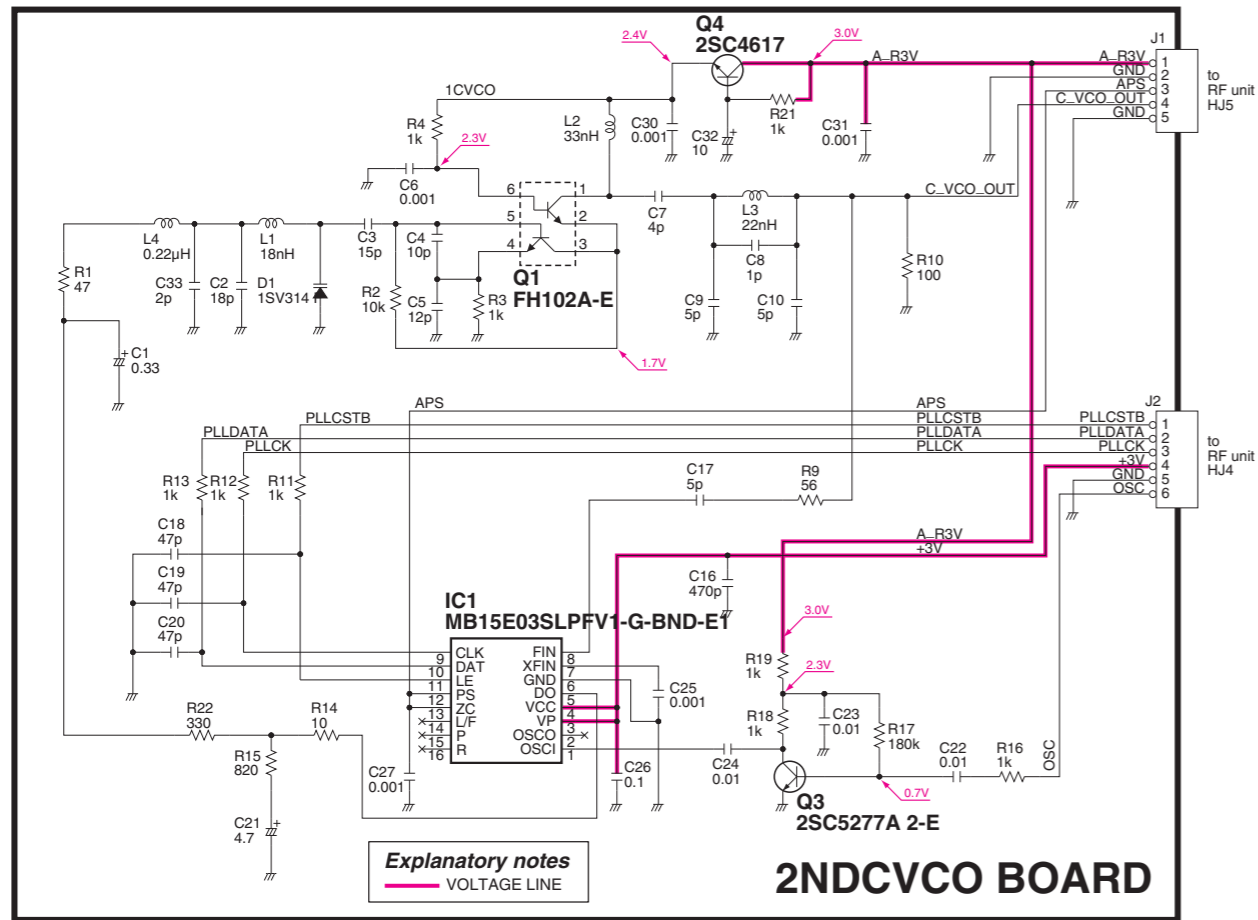 Q4
2SC4617
2.4V
3.0V
A_R3V
J1
A_R3V 1
GND 2
APS 3
C_VCO_OUT 4
GND 5
to
RF unit
HJ5
1CVCO
R4
1k
L2
33nH
C30
0.001
C32
10
R21
1k
C31
0.001
2.3V
C6
0.001
6
1
5
2
4
3
Q1
FH102A-E
C7
4p
L3
22nH
C8
1p
C_VCO_OUT
C9
5p
C10
5p
R10
100
L4
0.22µH
L1
18nH
C3
15p
C4
10p
R1
47
C33
2p
C2
18p
D1
1SV314
R2
10k
C5
12p
R3
1k
+
C1
0.33
1.7V
APS
APS
J2
PLLCSTB
PLLCSTB
PLLCSTB 1
PLLDATA
PLLDATA
PLLDATA 2
PLLCK
PLLCK
PLLCK 3
+3V 4
GND 5
OSC 6
to
RF unit
HJ4
R13
1k
R12
1k
R11
1k
C17
5p
R9
56
C18
47p
C19
47p
C20
47p
A_R3V
+3V
C16
470p
IC1
MB15E03SLPFV1-G-BND-E1
CLK
DAT
LE
PS
ZC
L/F
P
R
9
10
11
12
13
14
15
16
FIN
XFIN
GND
DO
VCC
VP
OSCO
OSCI
8
7
6
5
4
3
2
1
C25
0.001
3.0V
R19
1k
2.3V
R18
1k
C23
0.01
R17
180k
R22
330
R14
10
R15
820
+
C21
4.7
C27
0.001
C26
0.1
C24
0.01
C22
0.01
R16
1k
OSC
0.7V
Q3
2SC5277A 2-E
Explanatory notes
VOLTAGE LINE
2NDCVCO BOARD